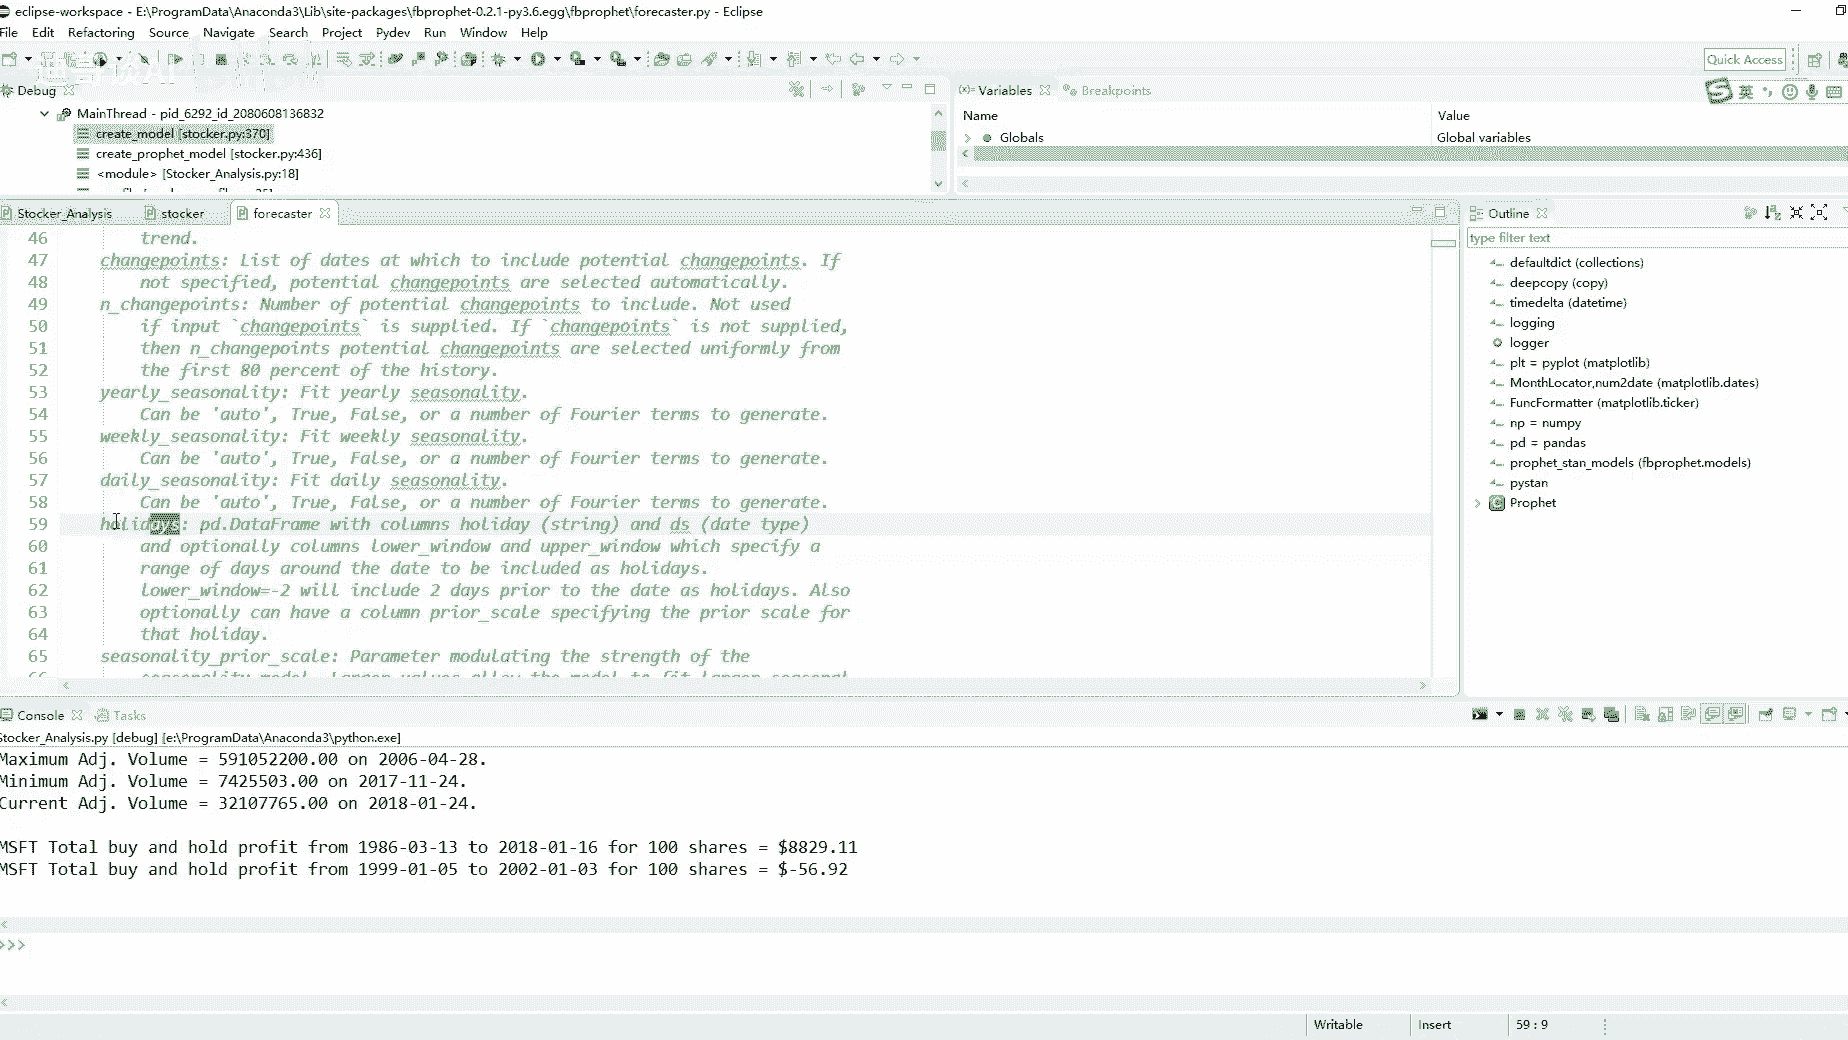 eclipse-workspace - E:\ProgramData\Anaconda3\Lib\site-packages\fbprophet-0.2.1-py3.6.egg\fbprophet\forecaster.py - Eclipse
File Edit Refactoring Source Navigate Search Project Pydev Run Window Help
Quick Access
Debug
MainThread - pid_6292_id_2080608136832
create_model [stocker.py:370]
create_prophet_model [stocker.py:436]
<module> [Stocker_Analysis.py:18]
Variables Breakpoints
英
Name Value
Globals Global variables
Stocker_Analysis stocker forecaster
46 trend.
47 changepoints: List of dates at which to include potential changepoints. If
48 not specified, potential changepoints are selected automatically.
49 n_changepoints: Number of potential changepoints to include. Not used
50 if input `changepoints` is supplied. If `changepoints` is not supplied,
51 then n_changepoints potential changepoints are selected uniformly from
52 the first 80 percent of the history.
53 yearly_seasonality: Fit yearly seasonality.
54 Can be 'auto', True, False, or a number of Fourier terms to generate.
55 weekly_seasonality: Fit weekly seasonality.
56 Can be 'auto', True, False, or a number of Fourier terms to generate.
57 daily_seasonality: Fit daily seasonality.
58 Can be 'auto', True, False, or a number of Fourier terms to generate.
59 holidays: pd.DataFrame with columns holiday (string) and ds (date type)
60 and optionally columns lower_window and upper_window which specify a
61 range of days around the date to be included as holidays.
62 lower_window=-2 will include 2 days prior to the date as holidays. Also
63 optionally can have a column prior_scale specifying the prior scale for
64 that holiday.
65 seasonality_prior_scale: Parameter modulating the strength of the
Outline
type filter text
defaultdict (collections)
deepcopy (copy)
timedelta (datetime)
logging
logger
plt = pyplot (matplotlib)
MonthLocator,num2date (matplotlib.dates)
FuncFormatter (matplotlib.ticker)
np = numpy
pd = pandas
prophet_stan_models (fbprophet.models)
pystan
Prophet
Console Tasks
Stocker_Analysis.py [debug] [e:\ProgramData\Anaconda3\python.exe]
Maximum Adj. Volume = 591052200.00 on 2006-04-28.
Minimum Adj. Volume = 7425503.00 on 2017-11-24.
Current Adj. Volume = 32107765.00 on 2018-01-24.
MSFT Total buy and hold profit from 1986-03-13 to 2018-01-16 for 100 shares = $8829.11
MSFT Total buy and hold profit from 1999-01-05 to 2002-01-03 for 100 shares = $-56.92
>>>
Writable Insert 59 : 9